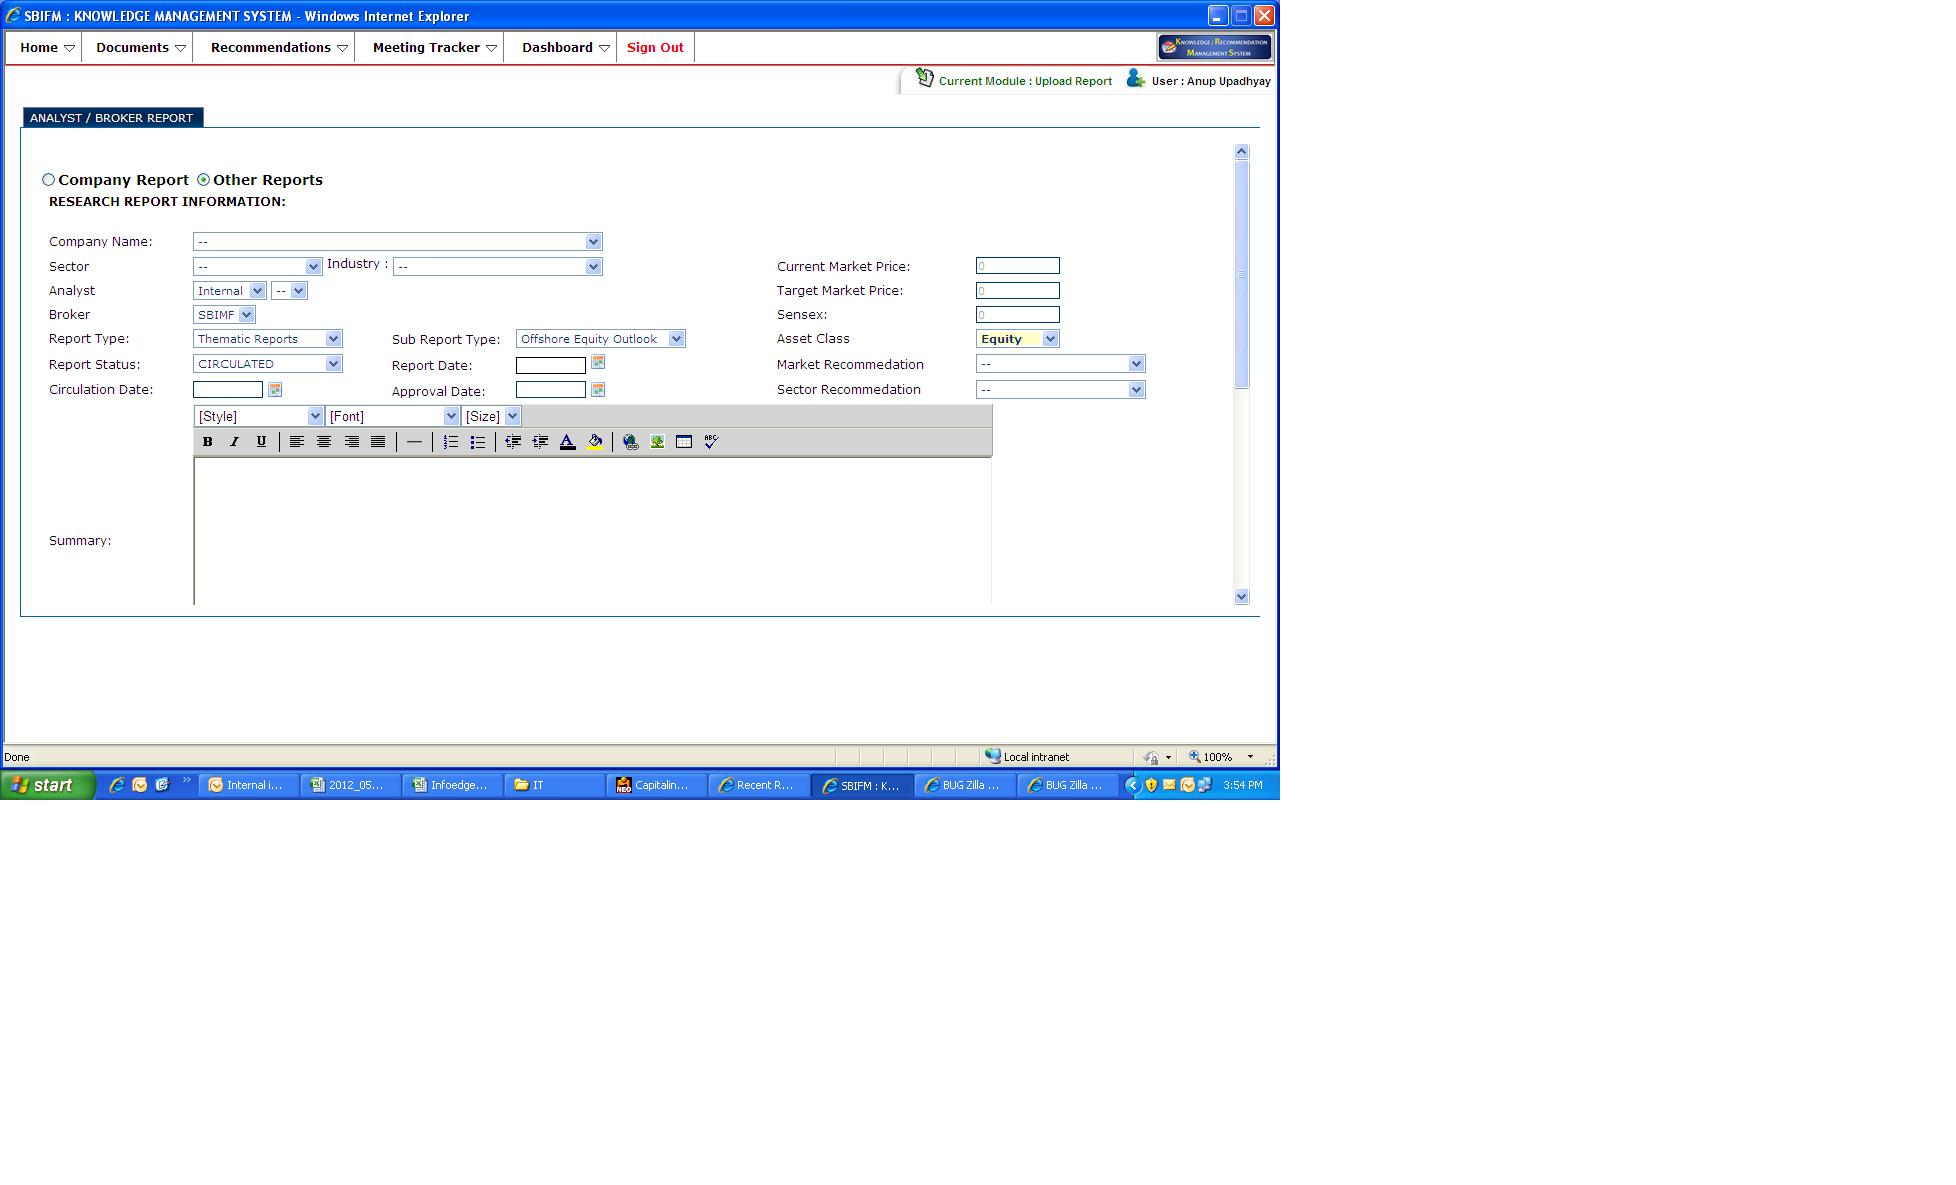 SBIFM : KNOWLEDGE MANAGEMENT SYSTEM - Windows Internet Explorer
Home Documents Recommendations Meeting Tracker Dashboard Sign Out KNOWLEDGE / RECOMMENDATION
MANAGEMENT SYSTEM
Current Module : Upload Report User : Anup Upadhyay
ANALYST / BROKER REPORT
Company Report Other Reports
RESEARCH REPORT INFORMATION:
Company Name: --
Sector -- Industry : -- Current Market Price: 0
Analyst Internal -- Target Market Price: 0
Broker SBIMF Sensex: 0
Report Type: Thematic Reports Sub Report Type: Offshore Equity Outlook Asset Class Equity
Report Status: CIRCULATED Report Date: Market Recommedation --
Circulation Date: Approval Date: Sector Recommedation --
[Style] [Font] [Size]
B I U ABC
Summary:
Done Local intranet 100%
start Internal i... 2012_05... Infoedge... IT NEO Capitalin... Recent R... SBIFM : K... BUG Zilla ... BUG Zilla ... 3:54 PM